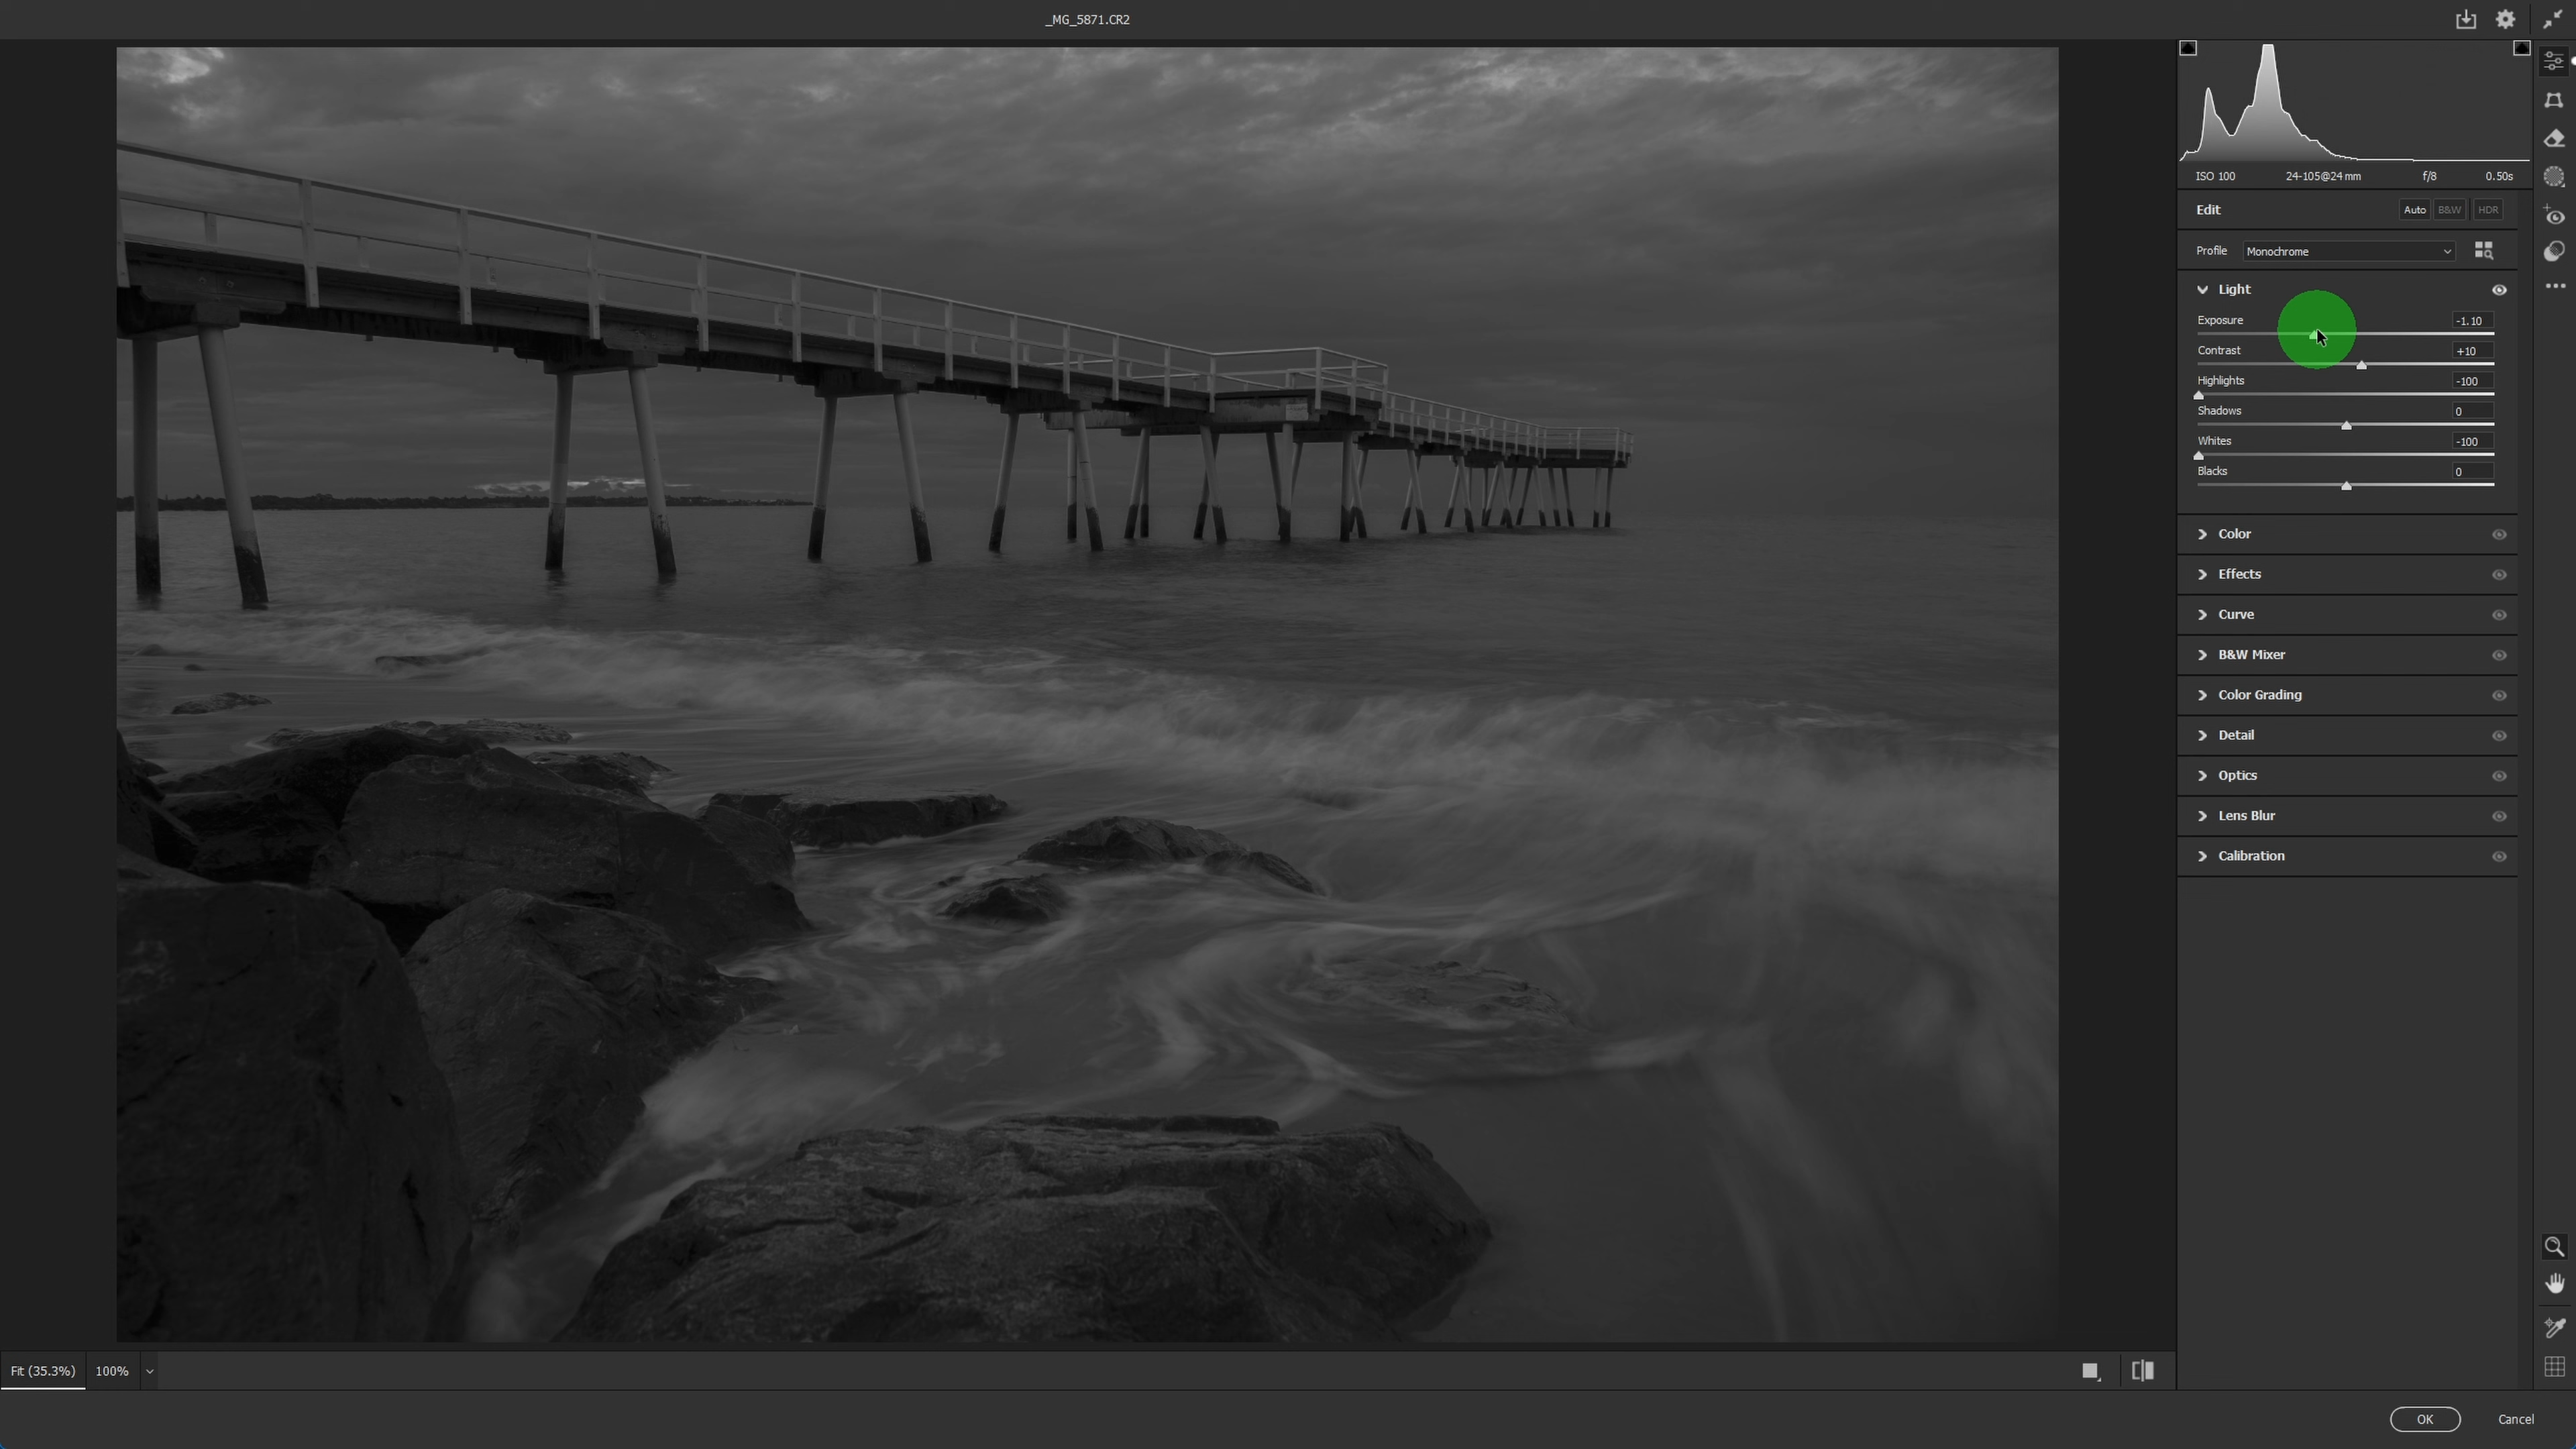 _MG_5871.CR2
ISO 100 24-105@24 mm f/8 0.50s
Edit Auto B&W HDR
Profile Monochrome
Light
Exposure -1.10
Contrast +10
Highlights -100
Shadows 0
Whites -100
Blacks 0
Color
Effects
Curve
B&W Mixer
Color Grading
Detail
Optics
Lens Blur
Calibration
Fit (35.3%) 100%
OK Cancel